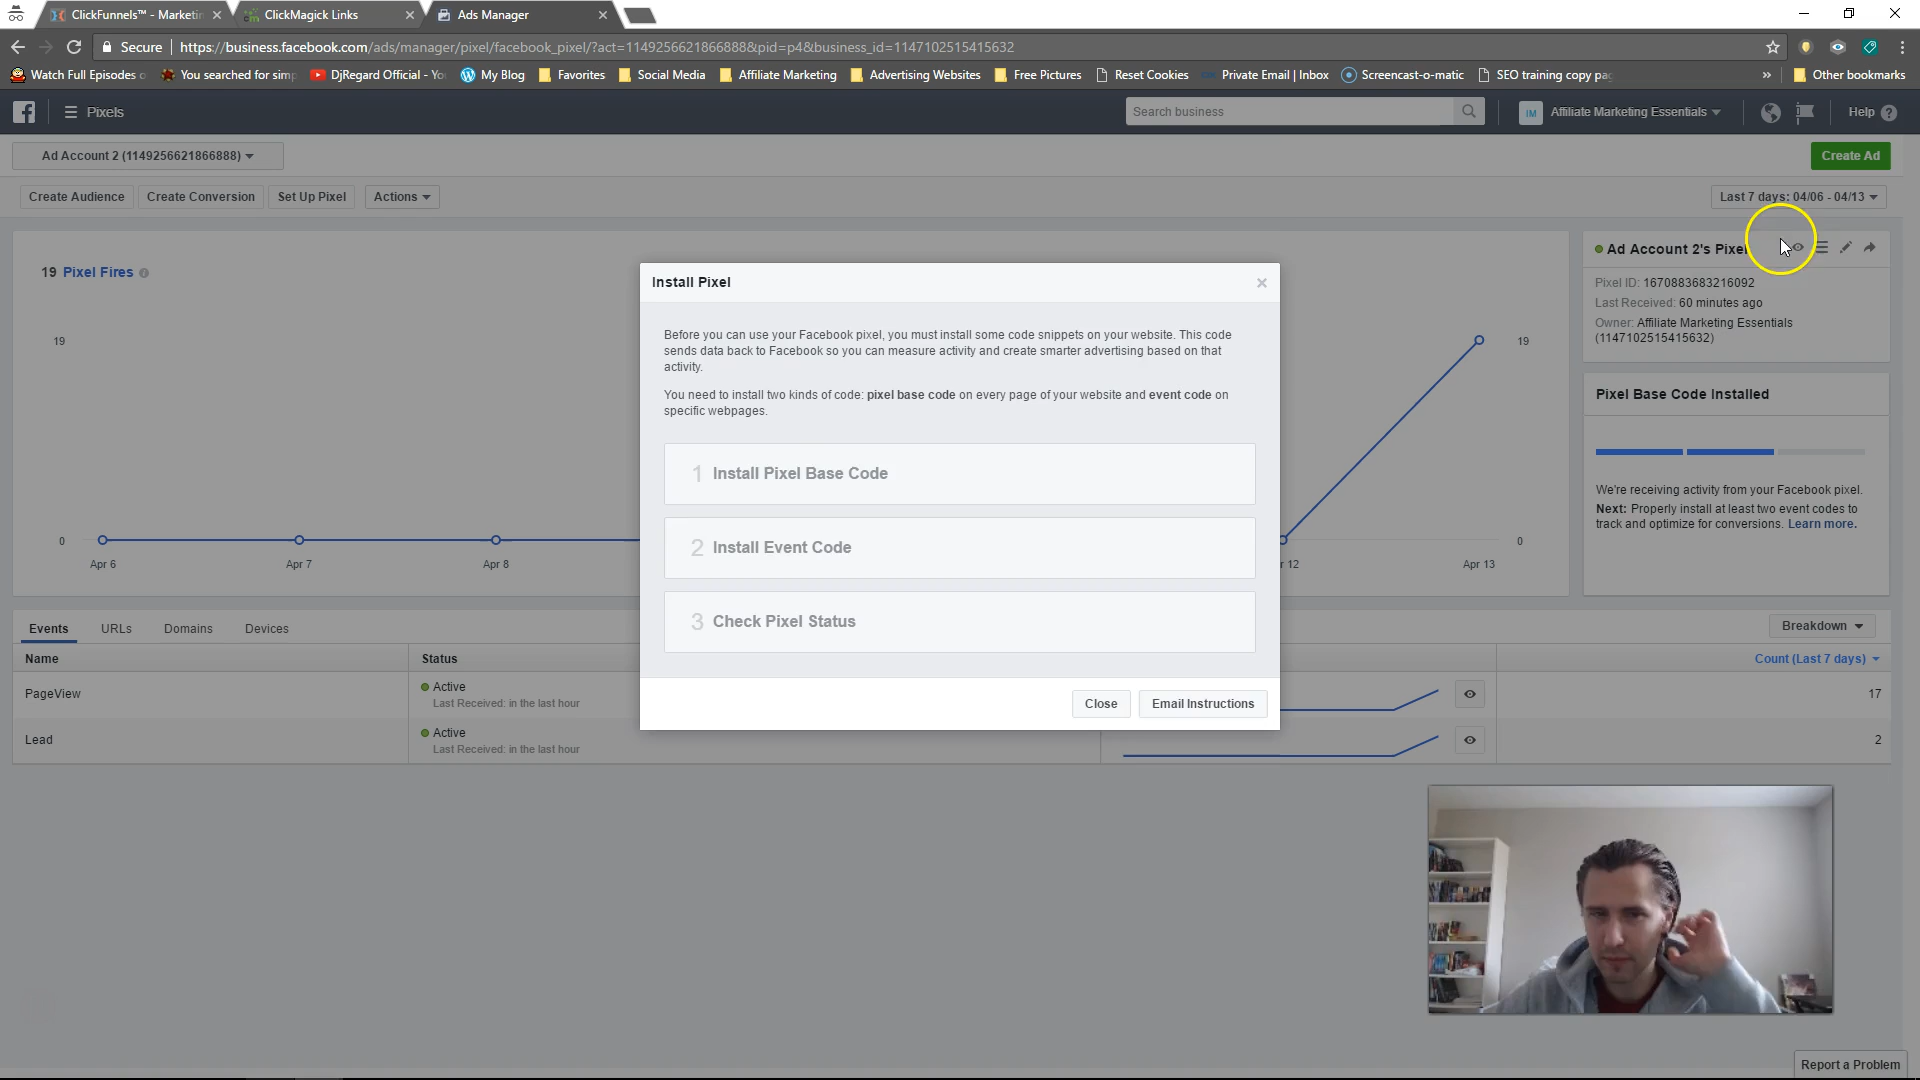 ClickFunnels™ - Marketin
ClickMagick Links
Ads Manager
Secure
https://business.facebook.com/ads/manager/pixel/facebook_pixel/?act=1149256621866888&pid=p4&business_id=1147102515415632
Watch Full Episodes o
You searched for simp
DjRegard Official - Yo
My Blog
Favorites
Social Media
Affiliate Marketing
Advertising Websites
Free Pictures
Reset Cookies
Private Email | Inbox
Screencast-o-matic
SEO training copy pag
»
Other bookmarks
Pixels
Search business
IM
Affiliate Marketing Essentials
Help
Ad Account 2 (1149256621866888)
Create Ad
Create Audience
Create Conversion
Set Up Pixel
Actions
Last 7 days: 04/06 - 04/13
19 Pixel Fires
19
0
Apr 6
Apr 7
Apr 8
r 12
Apr 13
19
0
Ad Account 2's Pixel
Pixel ID: 1670883683216092
Last Received: 60 minutes ago
Owner: Affiliate Marketing Essentials
(1147102515415632)
Pixel Base Code Installed
We're receiving activity from your Facebook pixel.
Next: Properly install at least two event codes to
track and optimize for conversions. Learn more.
Install Pixel
Before you can use your Facebook pixel, you must install some code snippets on your website. This code
sends data back to Facebook so you can measure activity and create smarter advertising based on that
activity.
You need to install two kinds of code: pixel base code on every page of your website and event code on
specific webpages.
1 Install Pixel Base Code
2 Install Event Code
3 Check Pixel Status
Close
Email Instructions
Events
URLs
Domains
Devices
Breakdown
Name
Status
Count (Last 7 days)
PageView
Active
Last Received: in the last hour
17
Lead
Active
Last Received: in the last hour
2
Report a Problem